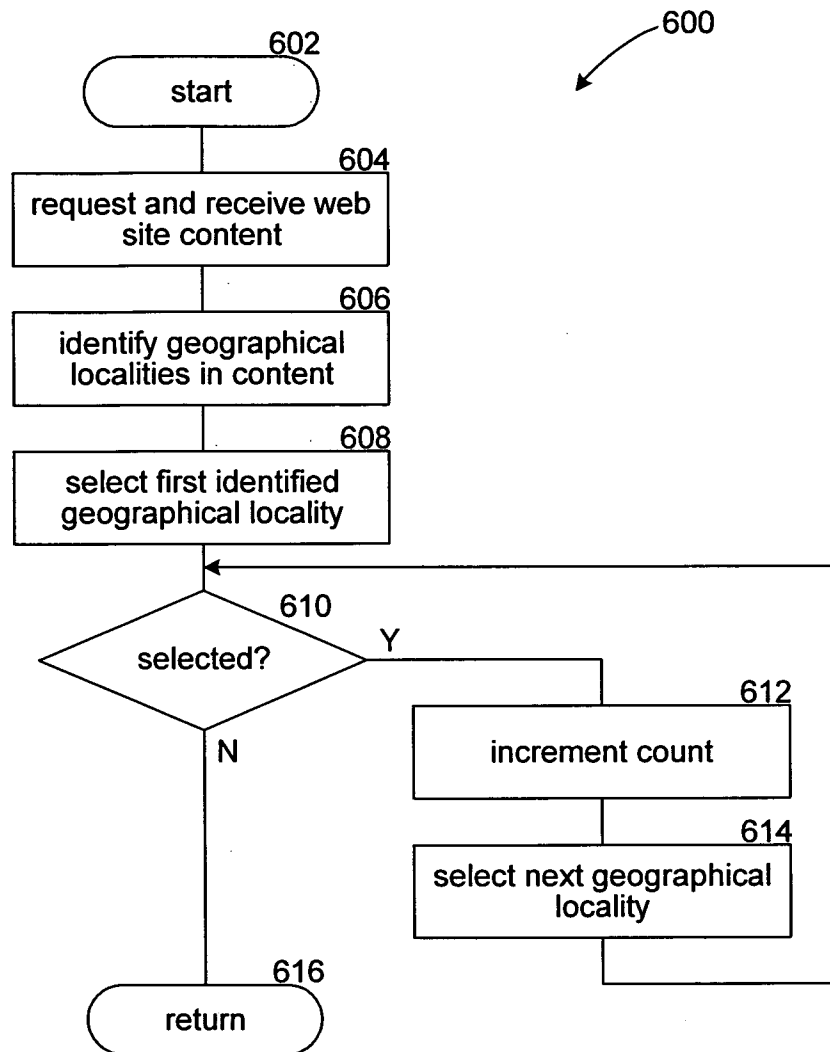 600
602
start
604
request and receive web
site content
606
identify geographical
localities in content
608
select first identified
geographical locality
610
selected?
Y
N
612
increment count
614
select next geographical
locality
616
return